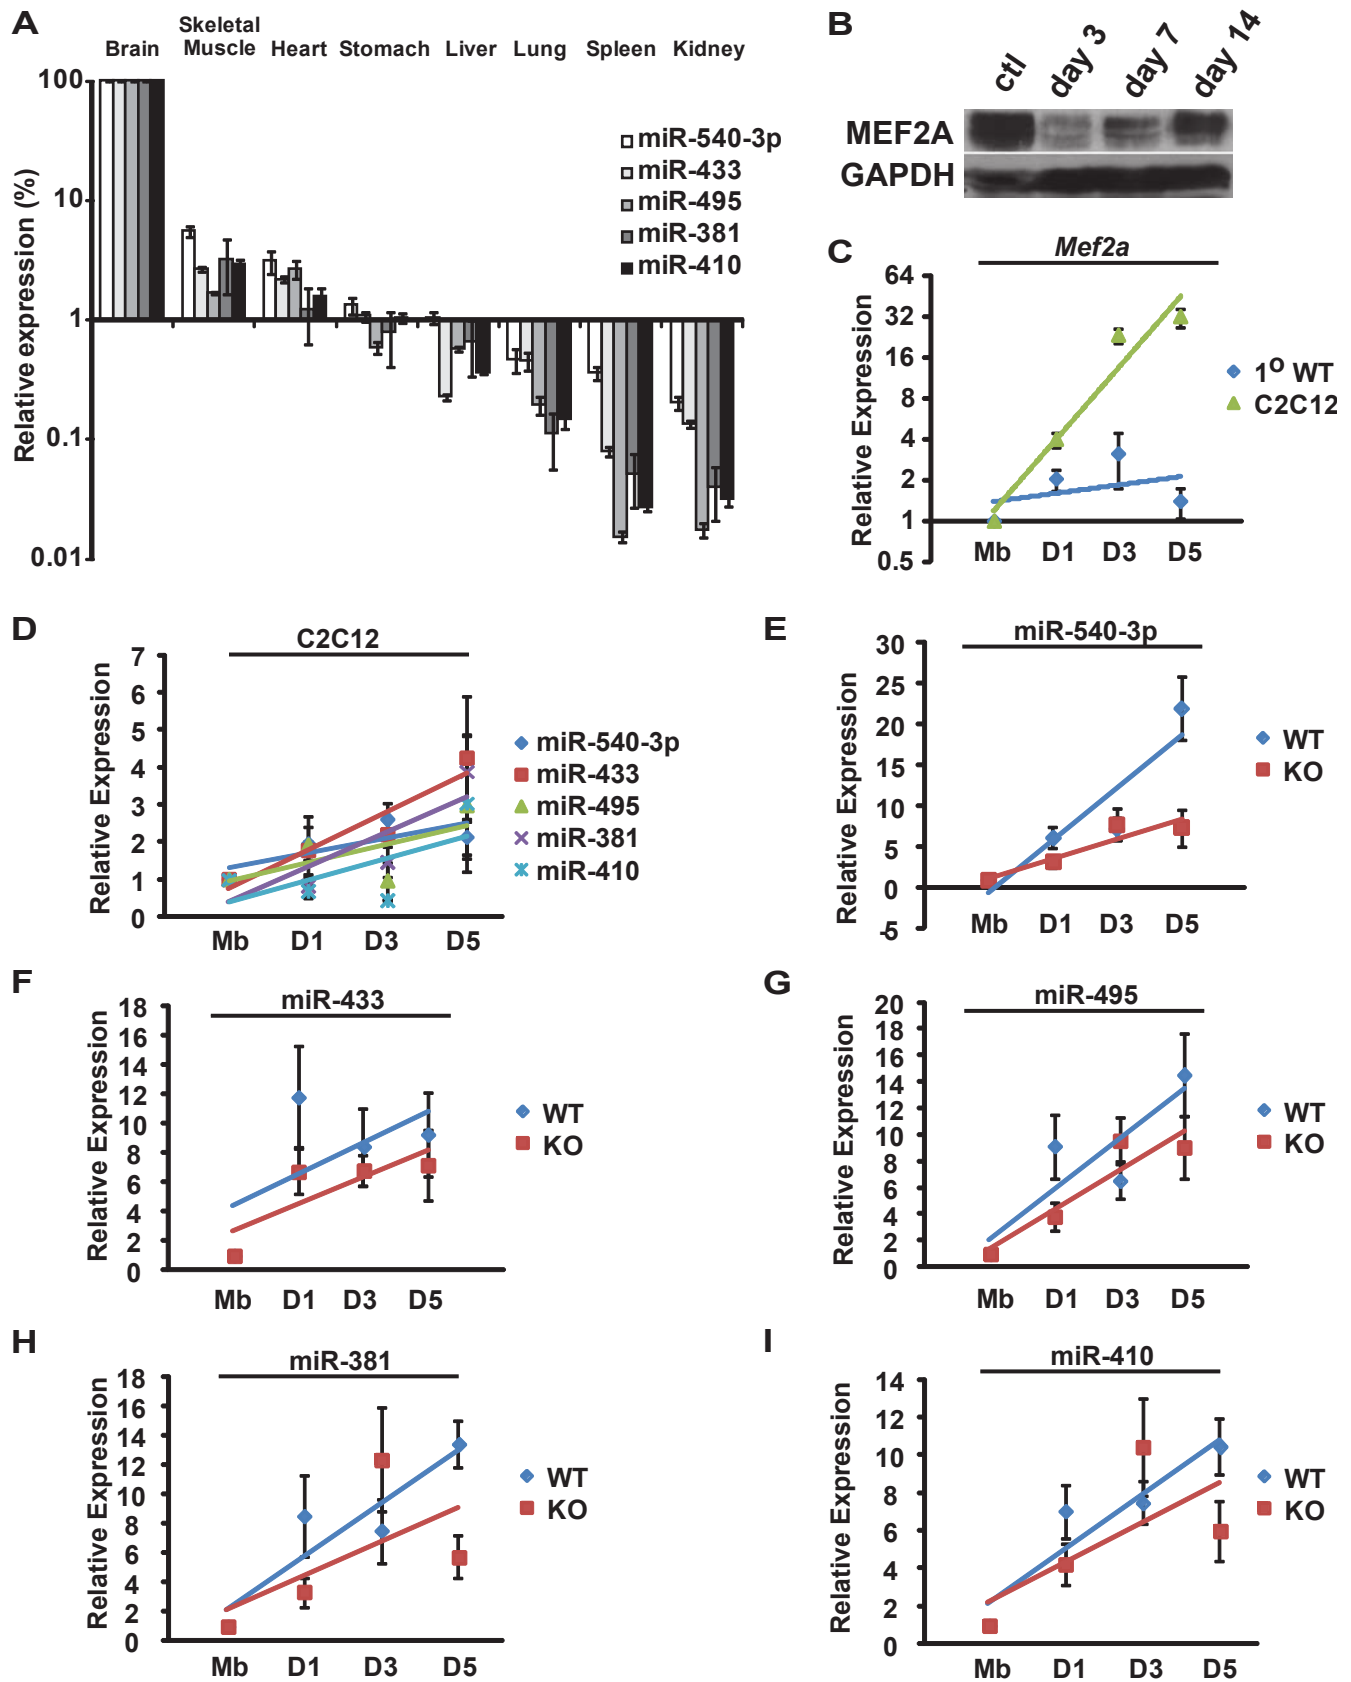 A
Brain
Skeletal
Muscle
Heart
Stomach
Liver
Lung
Spleen
Kidney
Relative expression (%)
100
10
1
0.1
0.01
miR-540-3p
miR-433
miR-495
miR-381
miR-410
B
ctl
day 3
day 7
day 14
MEF2A
GAPDH
C
Mef2a
Relative Expression
64
32
16
8
4
2
1
0.5
Mb D1 D3 D5
1º WT
C2C12
D
C2C12
Relative Expression
7
6
5
4
3
2
1
0
Mb D1 D3 D5
miR-540-3p
miR-433
miR-495
miR-381
miR-410
E
miR-540-3p
Relative Expression
30
25
20
15
10
5
0
-5
Mb D1 D3 D5
WT
KO
F
miR-433
Relative Expression
18
16
14
12
10
8
6
4
2
0
Mb D1 D3 D5
WT
KO
G
miR-495
Relative Expression
20
18
16
14
12
10
8
6
4
2
0
Mb D1 D3 D5
WT
KO
H
miR-381
Relative Expression
18
16
14
12
10
8
6
4
2
0
Mb D1 D3 D5
WT
KO
I
miR-410
Relative Expression
14
12
10
8
6
4
2
0
Mb D1 D3 D5
WT
KO